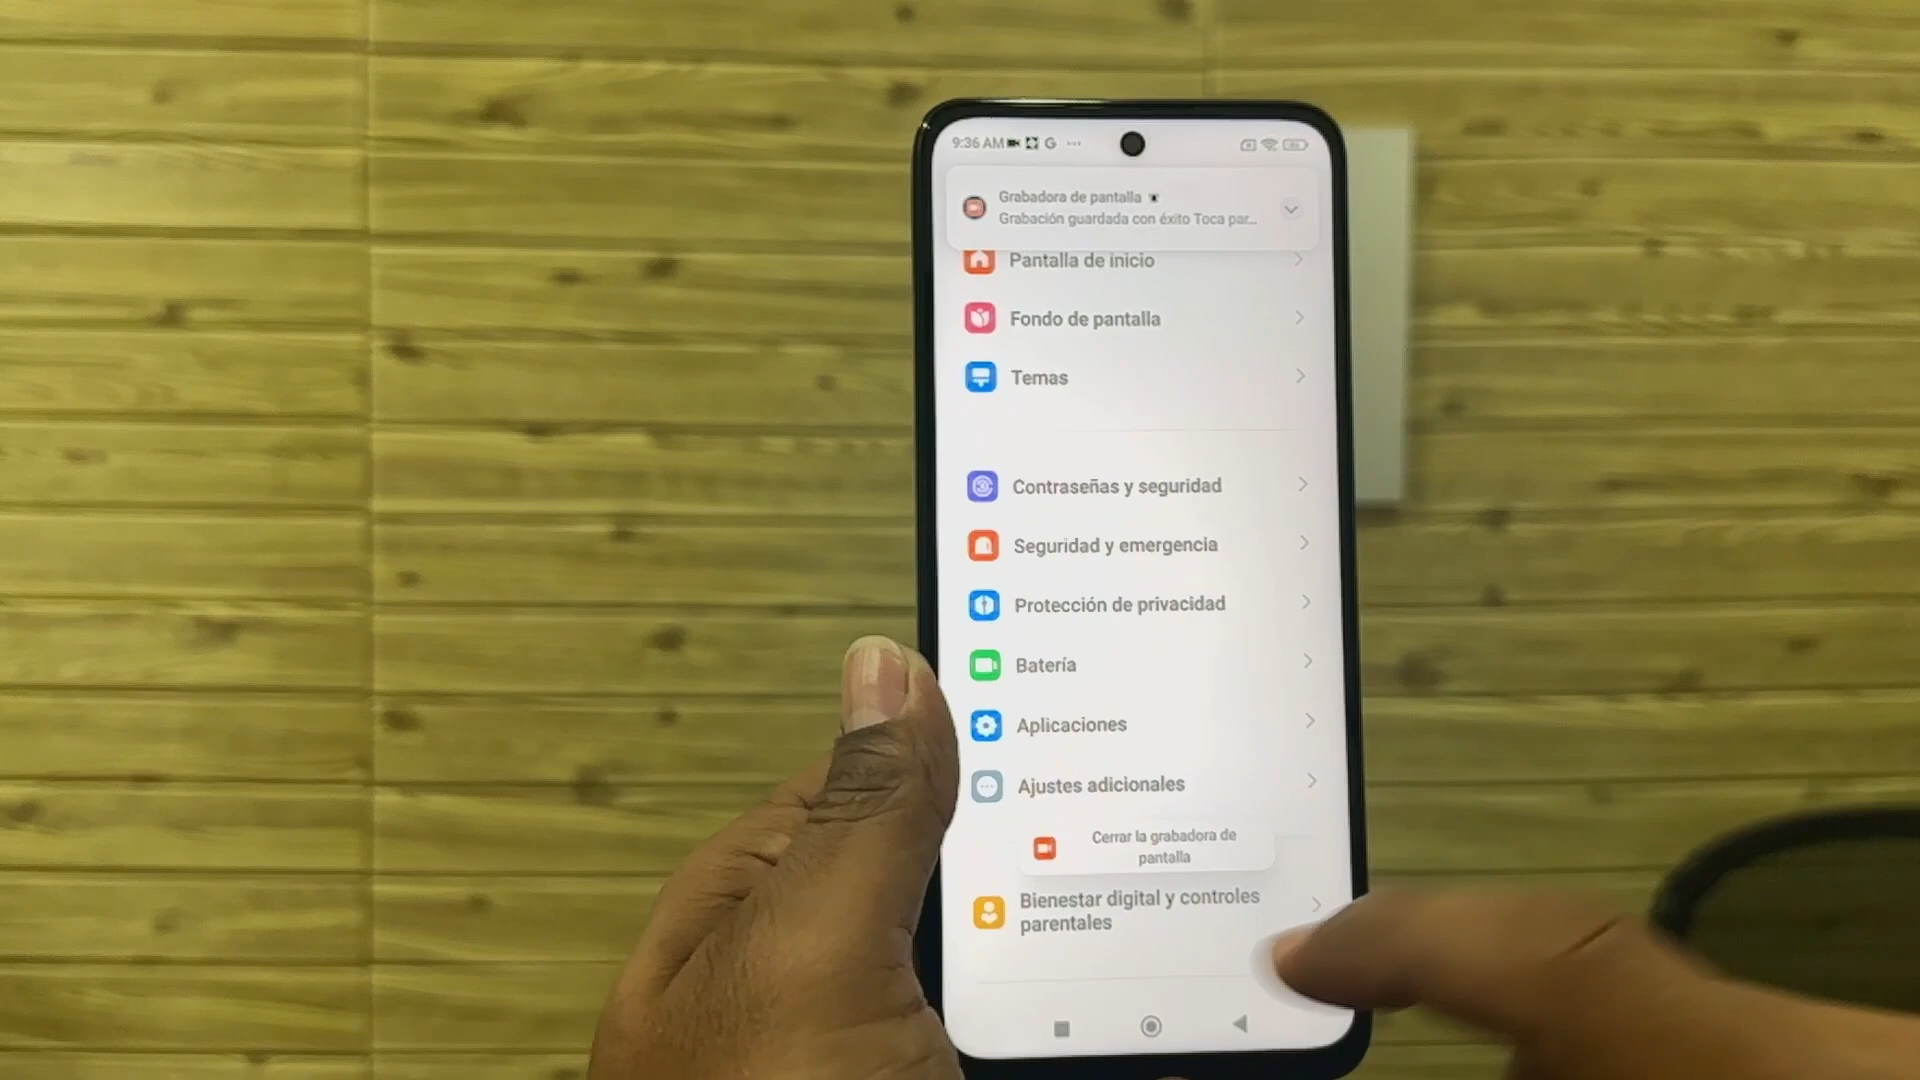 9:36 AM
Grabadora de pantalla
Grabación guardada con éxito Toca par...
Pantalla de inicio
Fondo de pantalla
Temas
Contraseñas y seguridad
Seguridad y emergencia
Protección de privacidad
Batería
Aplicaciones
Ajustes adicionales
Cerrar la grabadora de
pantalla
Bienestar digital y controles
parentales